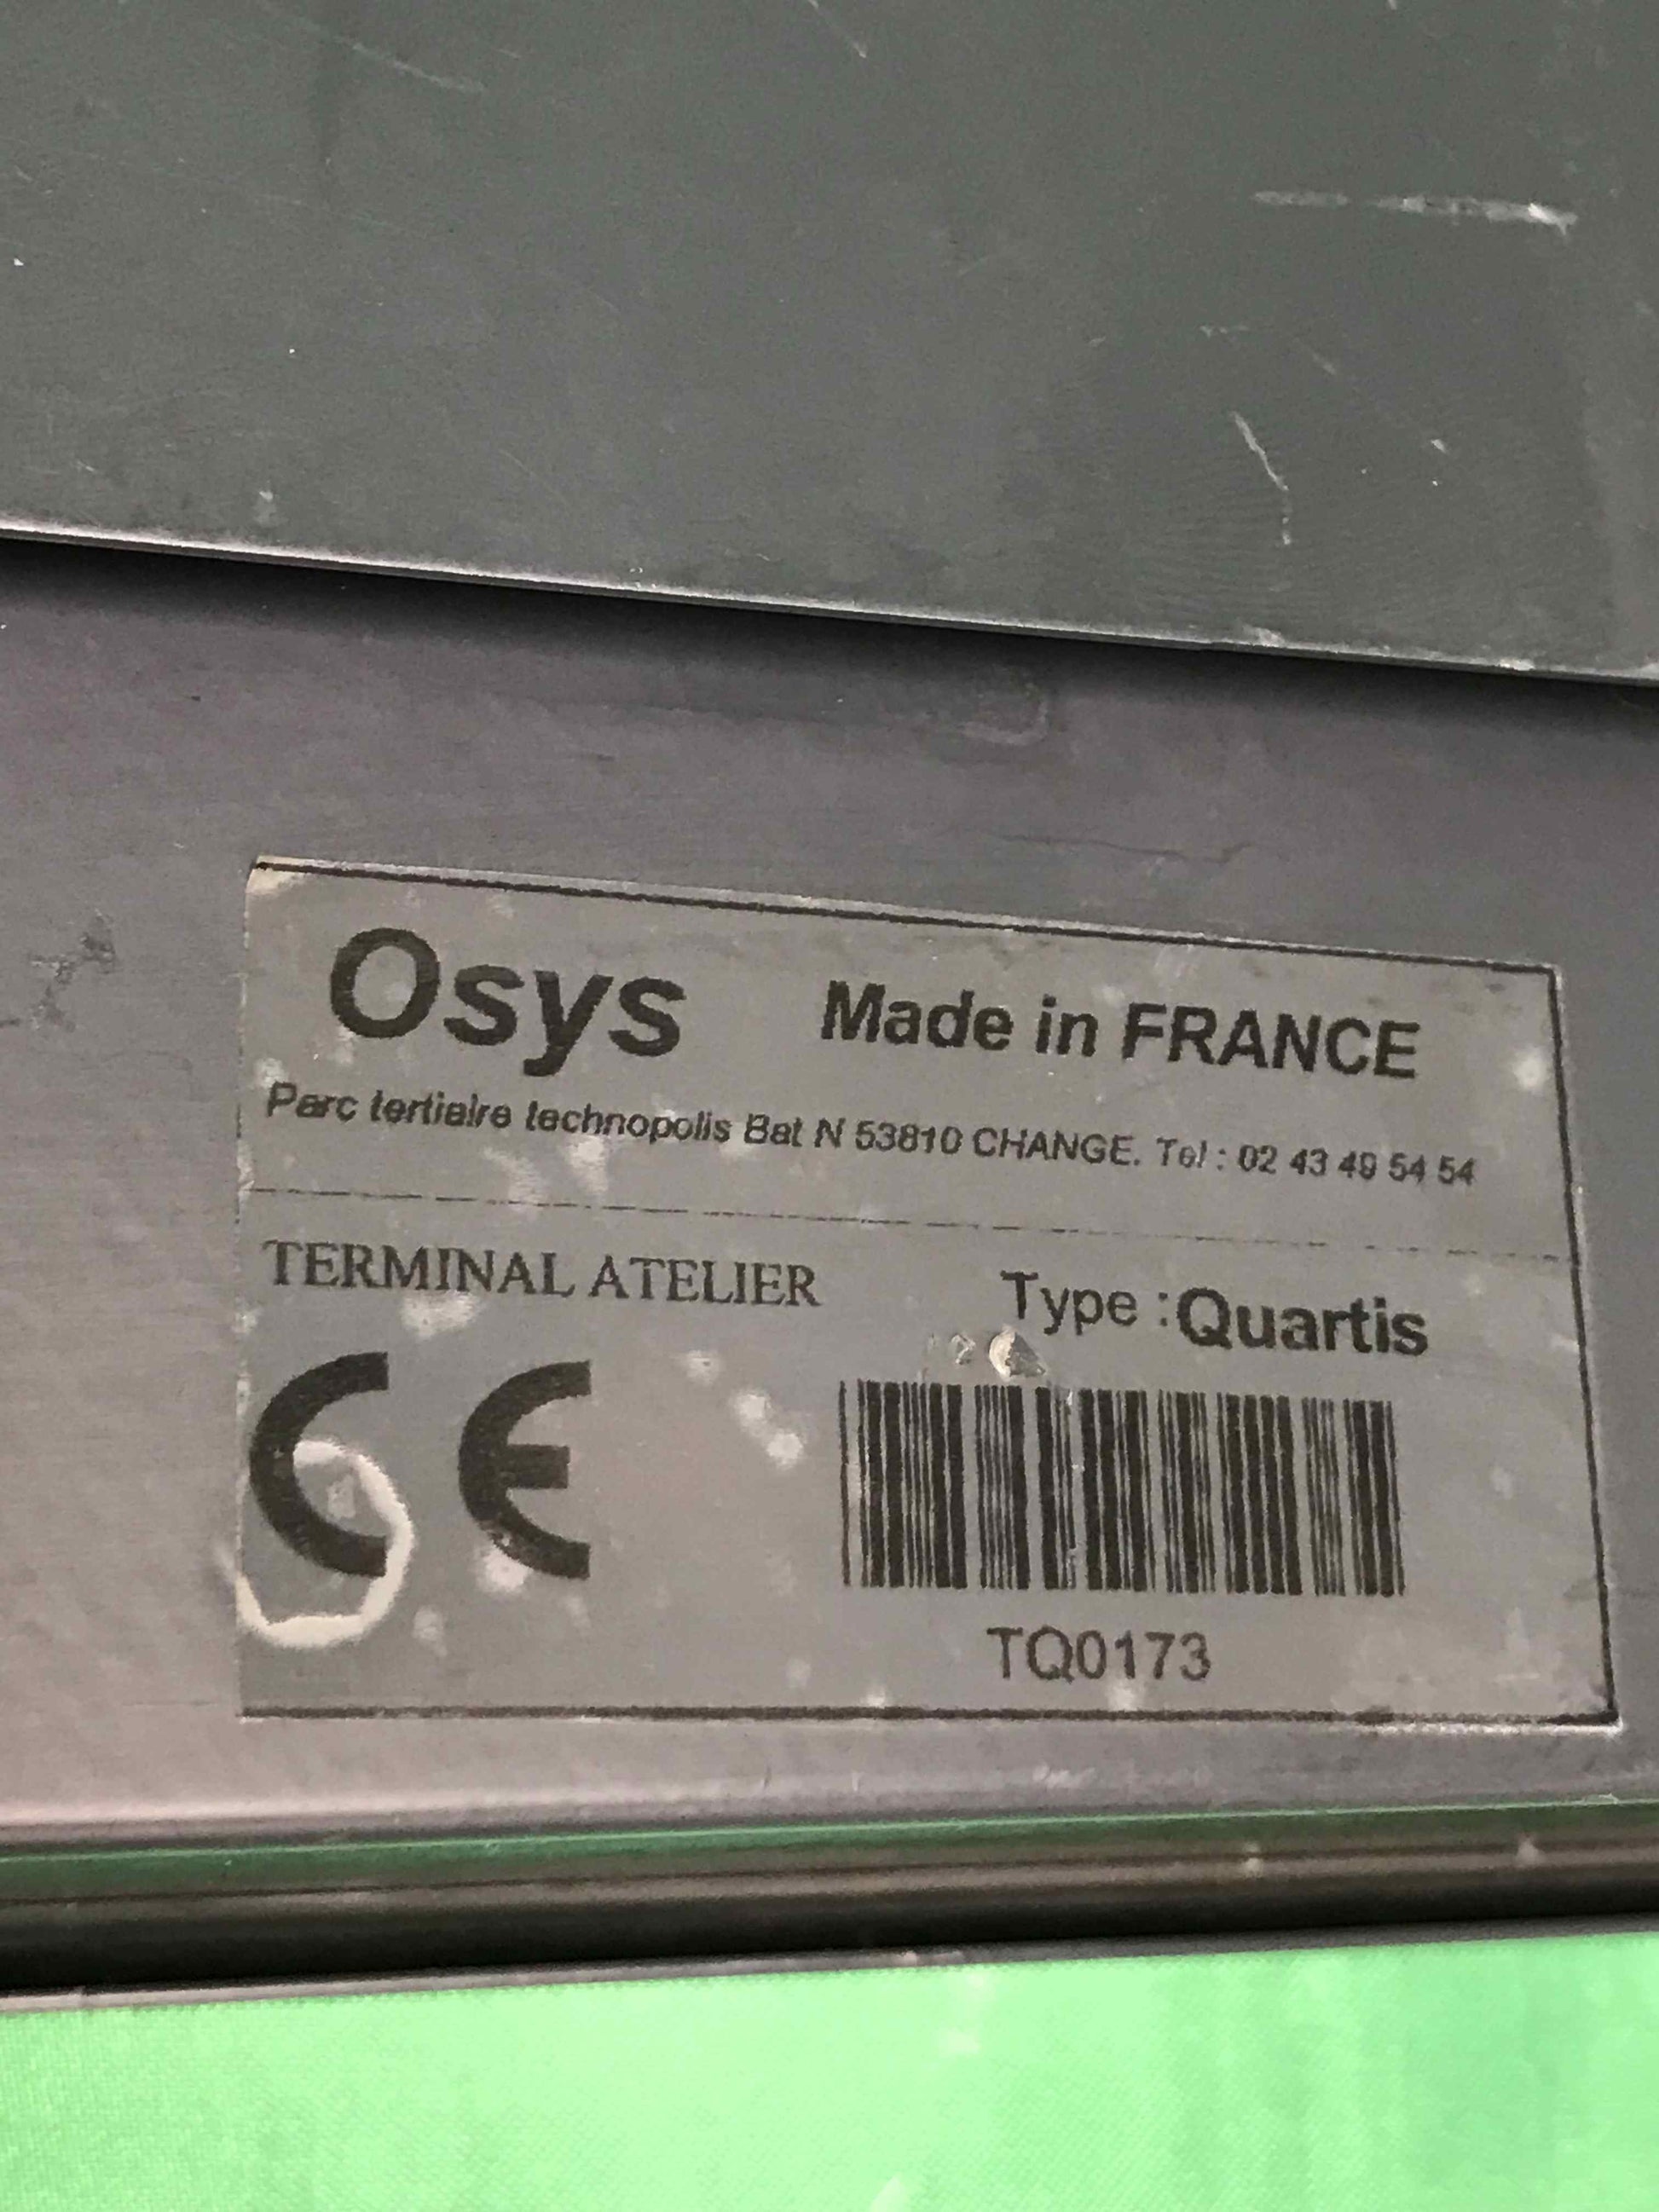 Osys Made in FRANCE
Parc tertiaire technopolis Bat N 53810 CHANGE. Tel : 02 43 49 54 54
TERMINAL ATELIER Type :Quartis
CE
TQ0173